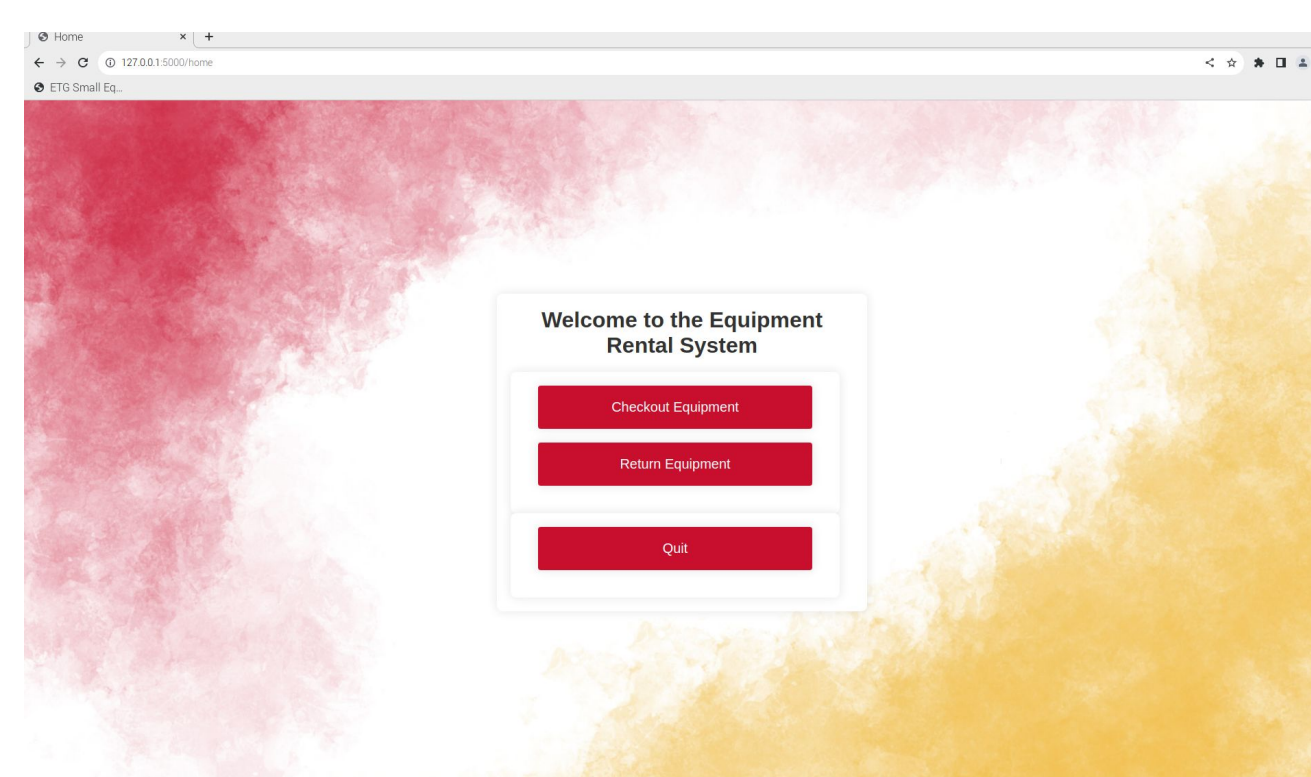 Home
127.0.0.1:5000/home
ETG Small Eq...
Welcome to the Equipment
Rental System
Checkout Equipment
Return Equipment
Quit